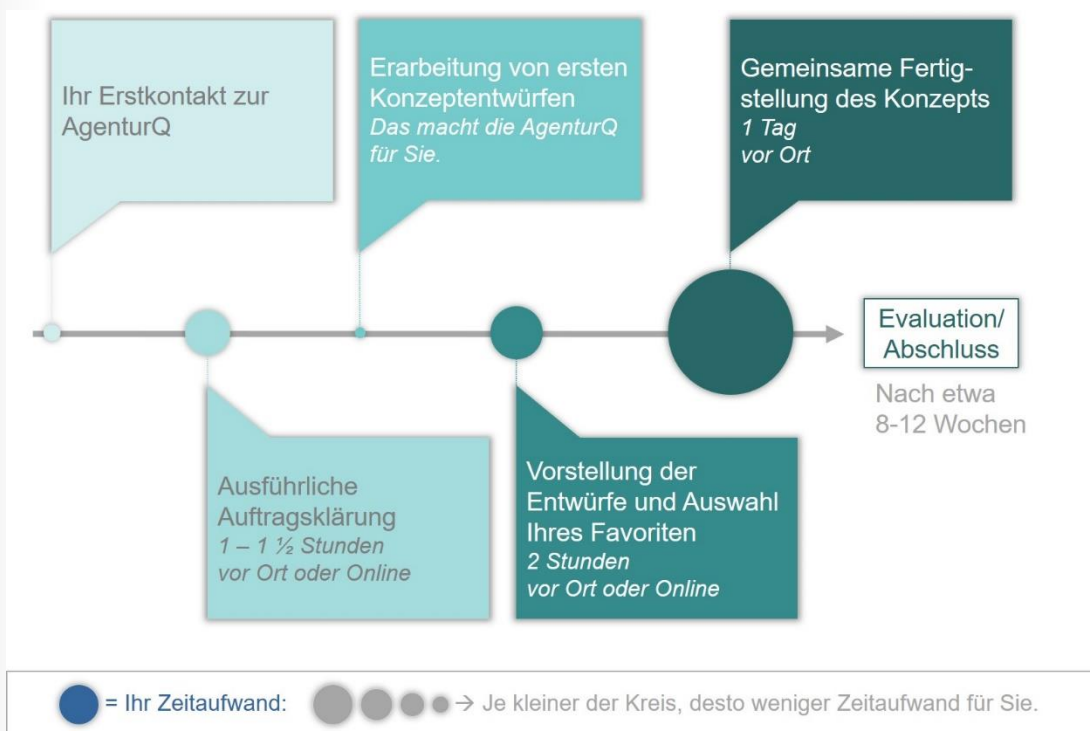 Ihr Erstkontakt zur
AgenturQ
Erarbeitung von ersten
Konzeptentwürfen
Das macht die AgenturQ
für Sie.
Gemeinsame Fertig-
stellung des Konzepts
1 Tag
vor Ort
Evaluation/
Abschluss
Nach etwa
8-12 Wochen
Ausführliche
Auftragsklärung
1 – 1 ½ Stunden
vor Ort oder Online
Vorstellung der
Entwürfe und Auswahl
Ihres Favoriten
2 Stunden
vor Ort oder Online
= Ihr Zeitaufwand: → Je kleiner der Kreis, desto weniger Zeitaufwand für Sie.